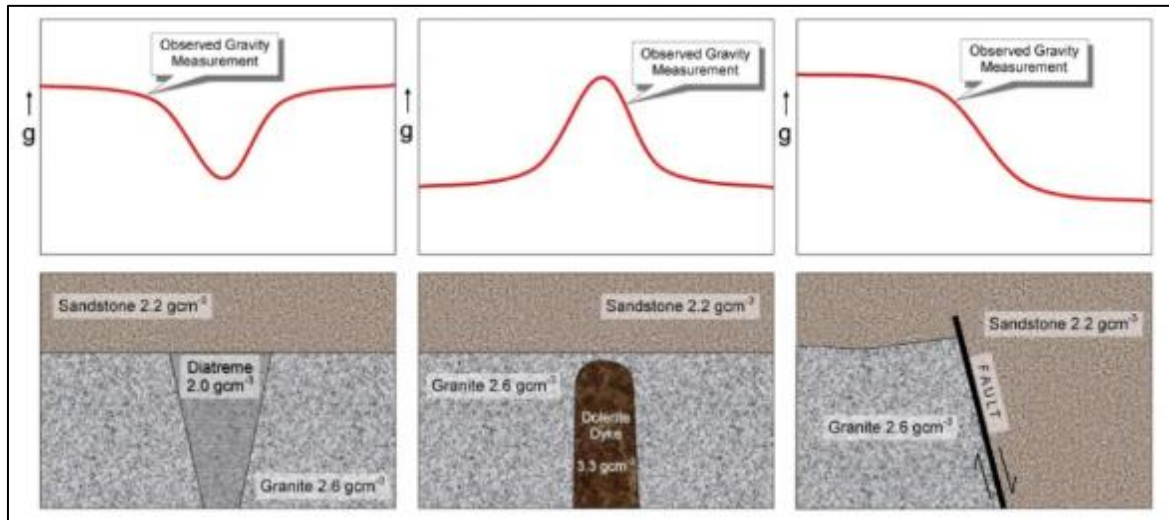 Observed Gravity
Measurement
↑
g
Observed Gravity
Measurement
↑
g
Observed Gravity
Measurement
↑
g
Sandstone 2.2 gcm⁻³
Diatreme
2.0 gcm⁻³
Granite 2.6 gcm⁻³
Sandstone 2.2 gcm⁻³
Granite 2.6 gcm⁻³
Dolerite
Dyke
3.3 gcm⁻³
Sandstone 2.2 gcm⁻³
FAULT
Granite 2.6 gcm⁻³